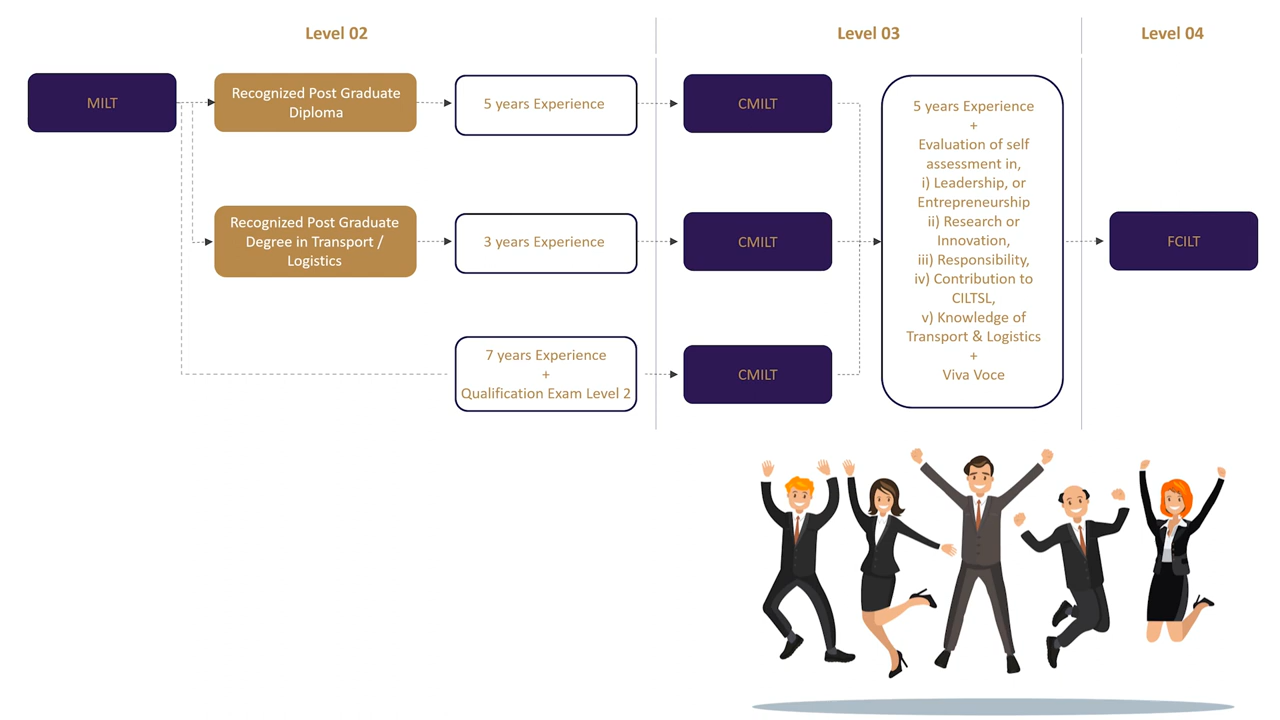 Level 02
Level 03
Level 04
MILT
Recognized Post Graduate
Diploma
5 years Experience
CMILT
Recognized Post Graduate
Degree in Transport /
Logistics
3 years Experience
CMILT
7 years Experience
+
Qualification Exam Level 2
CMILT
5 years Experience
+
Evaluation of self
assessment in,
i) Leadership, or
Entrepreneurship
ii) Research or
Innovation,
iii) Responsibility,
iv) Contribution to
CILTSL,
v) Knowledge of
Transport & Logistics
+
Viva Voce
FCILT